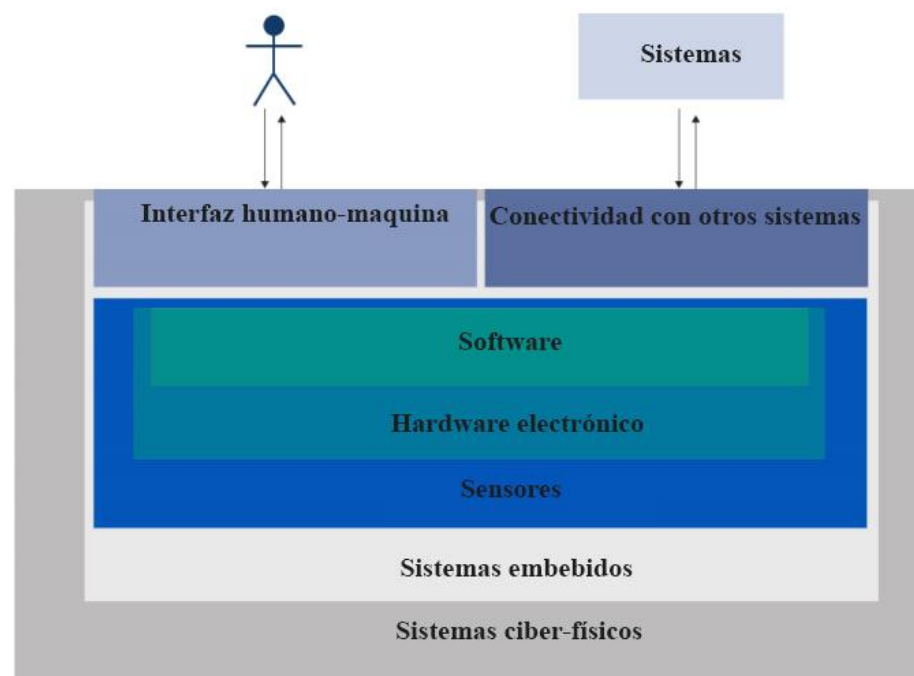 Sistemas
Interfaz humano-maquina
Conectividad con otros sistemas
Software
Hardware electrónico
Sensores
Sistemas embebidos
Sistemas ciber-físicos